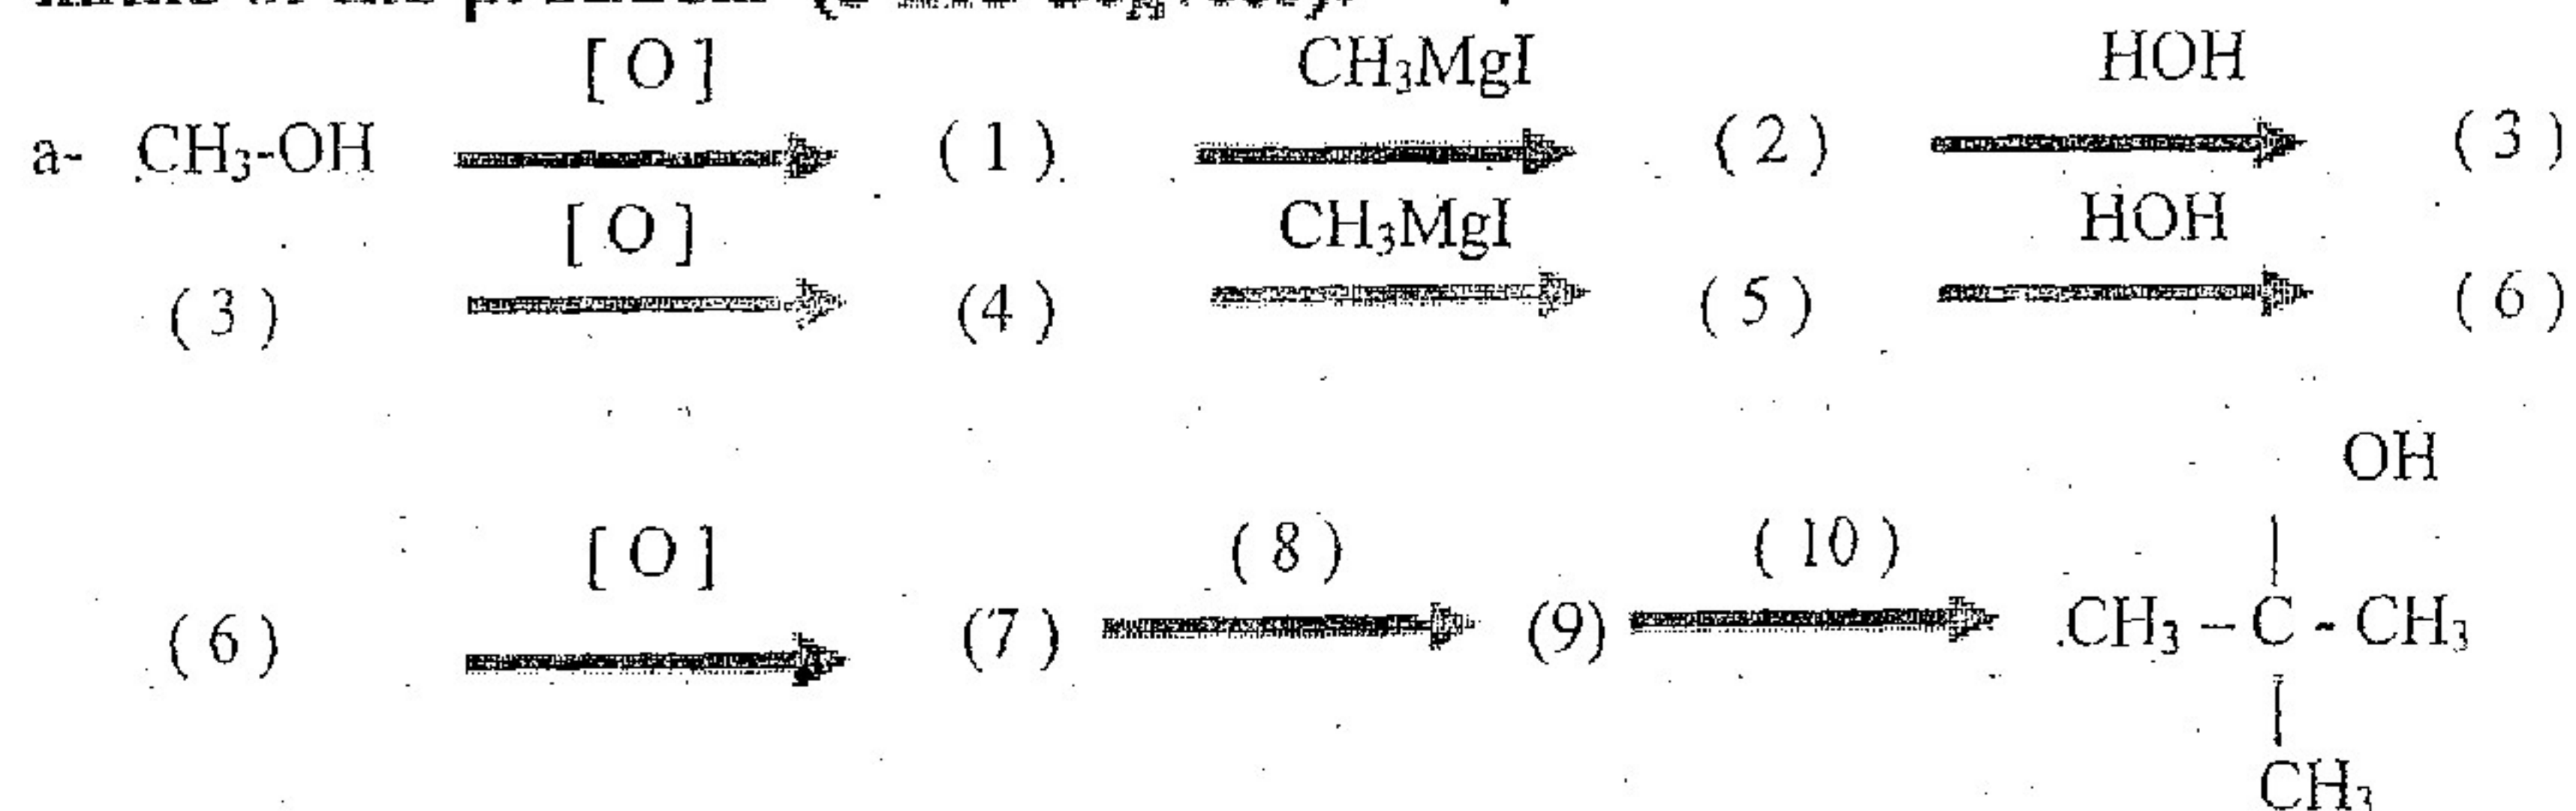 [ O ] CH₃MgI HOH
a- CH₃-OH ( 1 ) ( 2 ) ( 3 )
[ O ] CH₃MgI HOH
( 3 ) ( 4 ) ( 5 ) ( 6 )
OH
[ O ] ( 8 ) ( 10 ) |
( 6 ) ( 7 ) (9) CH₃ – C - CH₃
|
CH₃